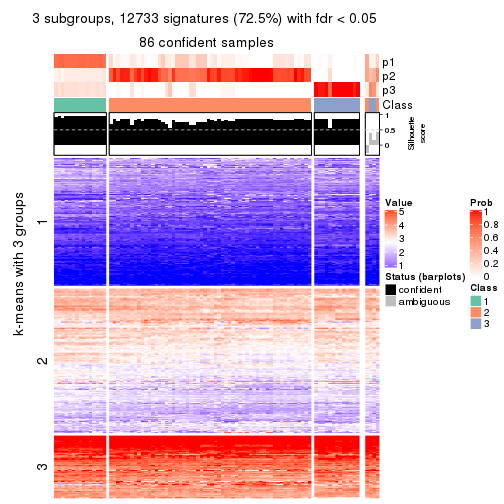 3 subgroups, 12733 signatures (72.5%) with fdr < 0.05
86 confident samples
p1
p2
p3
Class
1
0.5
0
Silhouette
score
k-means with 3 groups
1
2
3
Value
5
4
3
2
1
Status (barplots)
confident
ambiguous
Prob
1
0.8
0.6
0.4
0.2
0
Class
1
2
3